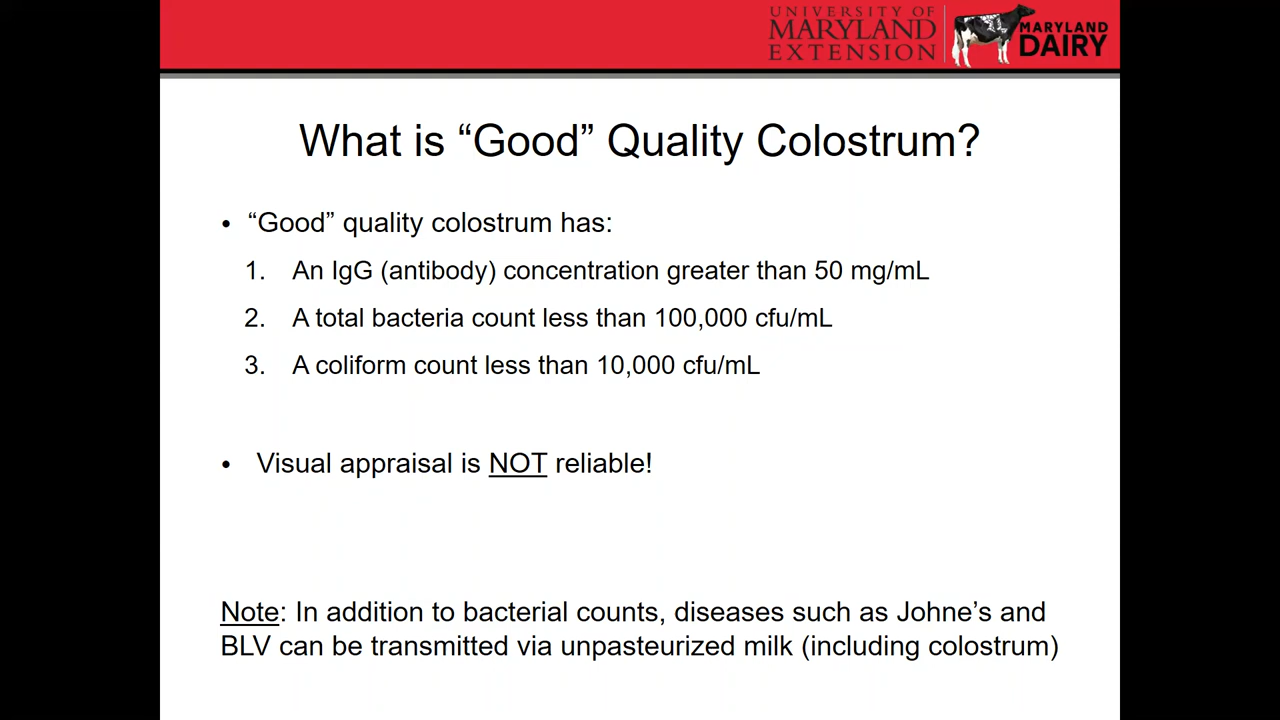 UNIVERSITY OF
MARYLAND
EXTENSION
MARYLAND
DAIRY
What is “Good” Quality Colostrum?
• “Good” quality colostrum has:
1. An IgG (antibody) concentration greater than 50 mg/mL
2. A total bacteria count less than 100,000 cfu/mL
3. A coliform count less than 10,000 cfu/mL
• Visual appraisal is NOT reliable!
Note: In addition to bacterial counts, diseases such as Johne’s and
BLV can be transmitted via unpasteurized milk (including colostrum)